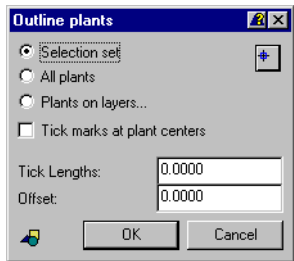 Outline plants
Selection set
All plants
Plants on layers...
Tick marks at plant centers
Tick Lengths: 0.0000
Offset: 0.0000
OK Cancel